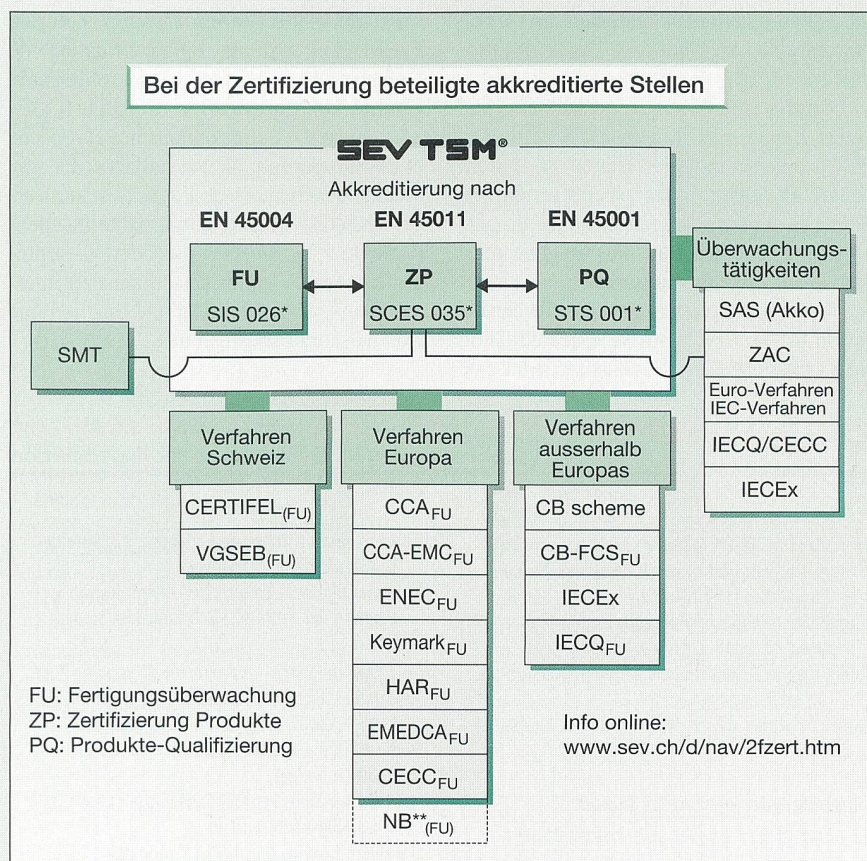 Bei der Zertifizierung beteiligte akkreditierte Stellen
SEV TSM®
Akkreditierung nach
EN 45004
EN 45011
EN 45001
FU
SIS 026*
ZP
SCES 035*
PQ
STS 001*
SMT
Überwachungs-
tätigkeiten
SAS (Akko)
ZAC
Euro-Verfahren
IEC-Verfahren
IECQ/CECC
IECEx
Verfahren
Schweiz
CERTIFEL(FU)
VGSEB(FU)
Verfahren
Europa
CCAFU
CCA-EMCFU
ENECFU
KeymarkFU
HARFU
EMEDCAFU
CECCFU
NB**(FU)
Verfahren
ausserhalb
Europas
CB scheme
CB-FCSFU
IECEx
IECQFU
FU: Fertigungsüberwachung
ZP: Zertifizierung Produkte
PQ: Produkte-Qualifizierung
Info online:
www.sev.ch/d/nav/2fzert.htm